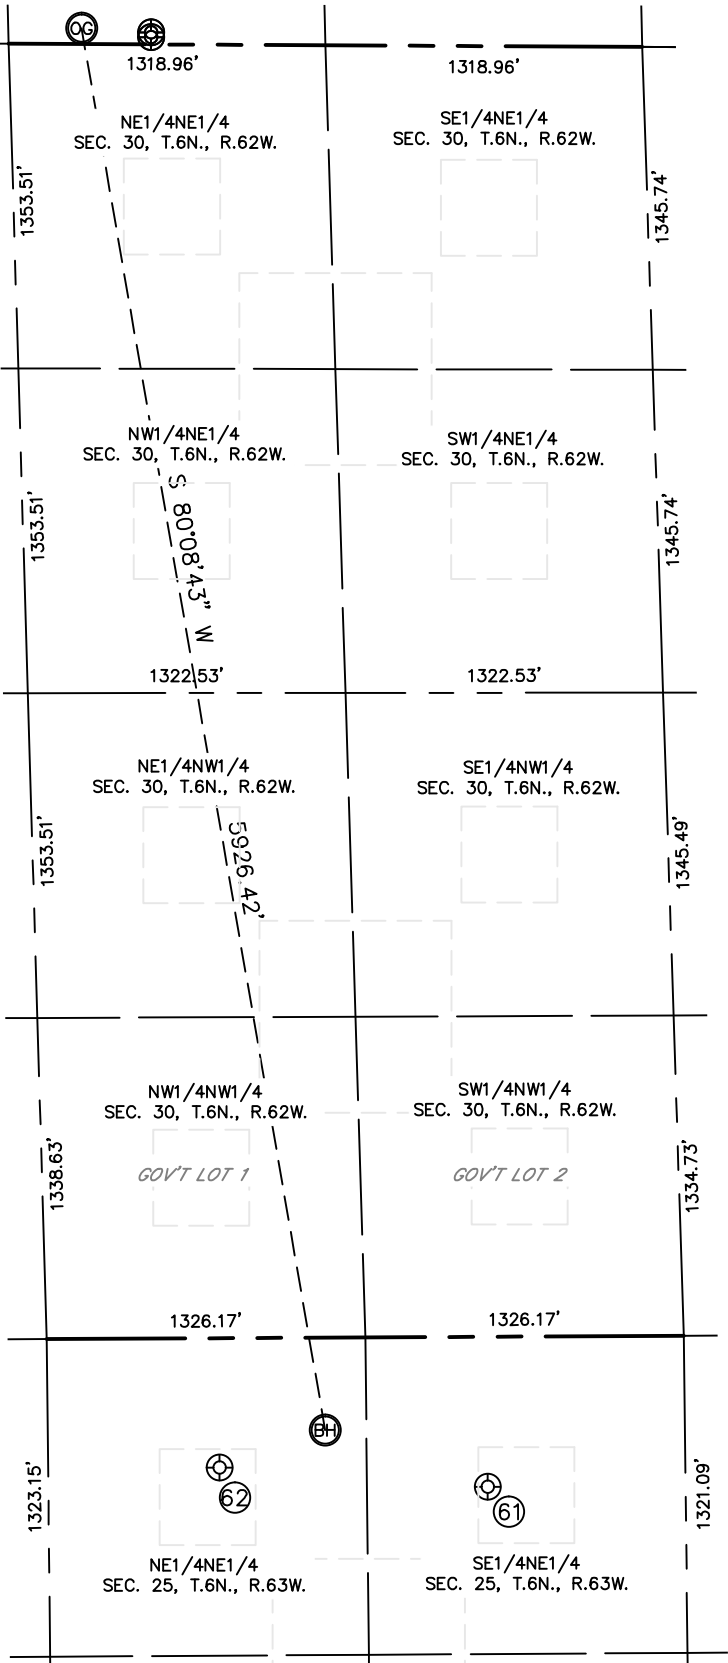 OG
1318.96'
1318.96'
NE1/4NE1/4
SEC. 30, T.6N., R.62W.
SE1/4NE1/4
SEC. 30, T.6N., R.62W.
1353.51'
1345.74'
NW1/4NE1/4
SEC. 30, T.6N., R.62W.
SW1/4NE1/4
SEC. 30, T.6N., R.62W.
S 80°08'43" W
1353.51'
1345.74'
1322.53'
1322.53'
NE1/4NW1/4
SEC. 30, T.6N., R.62W.
SE1/4NW1/4
SEC. 30, T.6N., R.62W.
5926.42'
1353.51'
1345.49'
NW1/4NW1/4
SEC. 30, T.6N., R.62W.
SW1/4NW1/4
SEC. 30, T.6N., R.62W.
GOV'T LOT 1
GOV'T LOT 2
1338.63'
1334.73'
1326.17'
1326.17'
BH
62
61
1323.15'
1321.09'
NE1/4NE1/4
SEC. 25, T.6N., R.63W.
SE1/4NE1/4
SEC. 25, T.6N., R.63W.